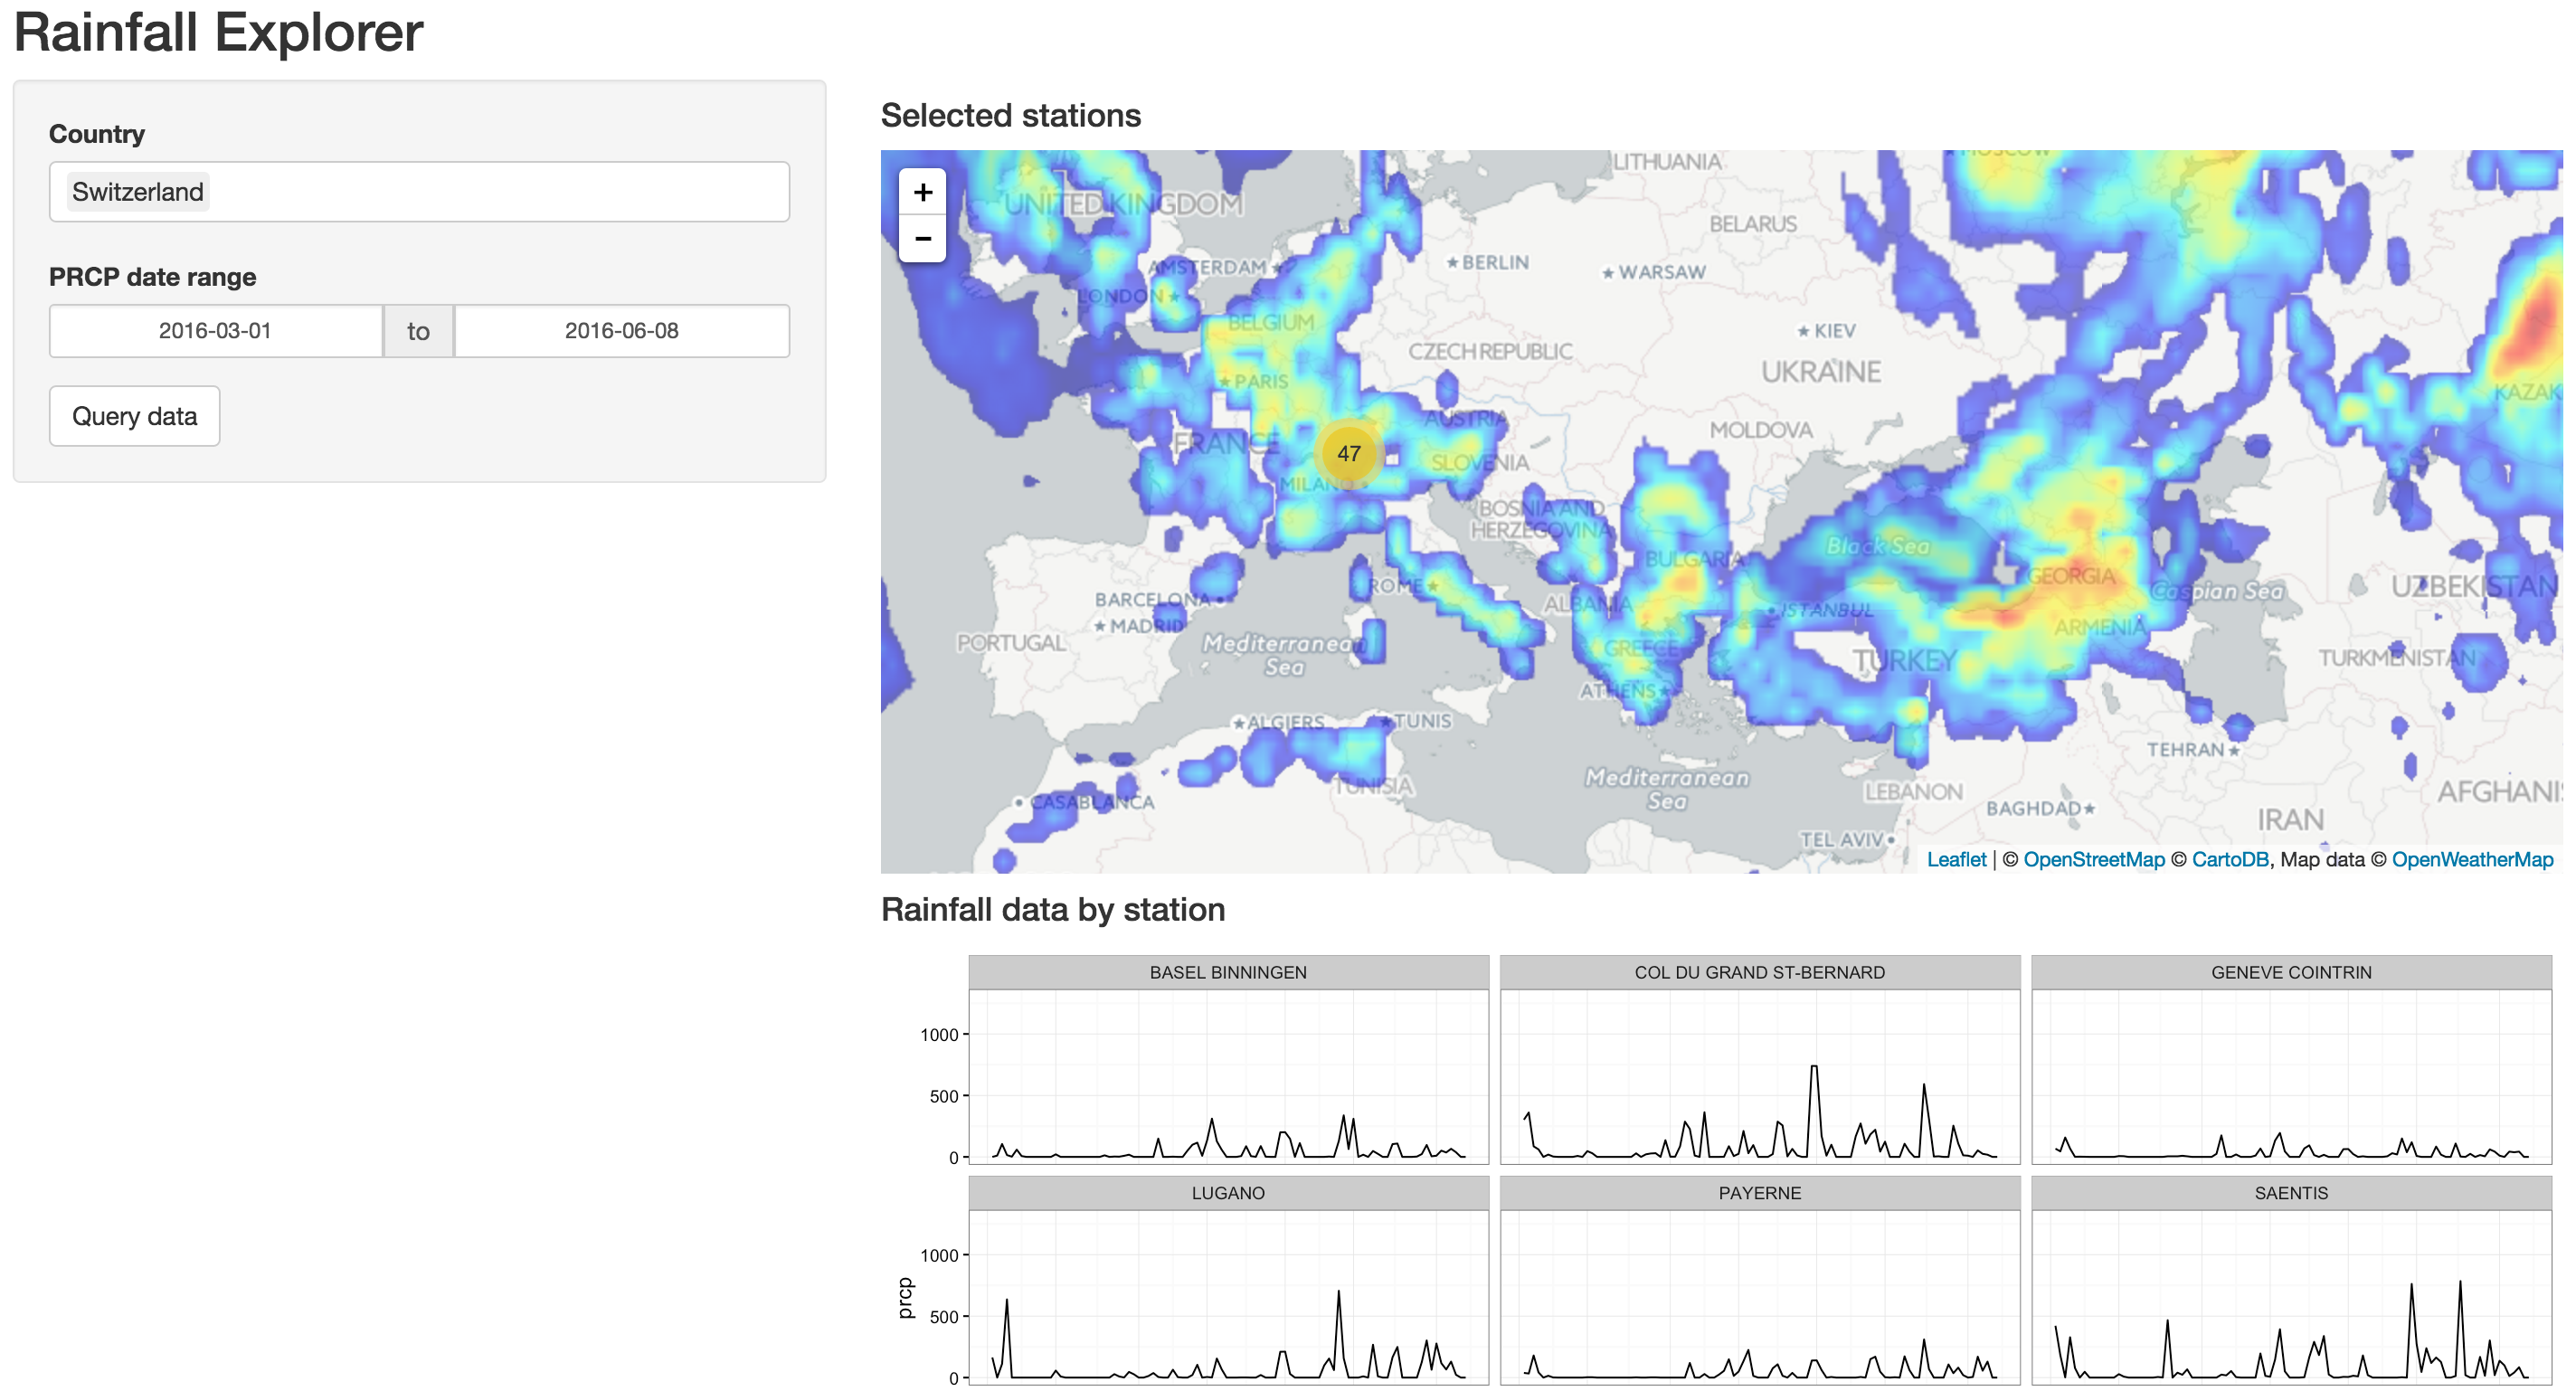 Rainfall Explorer
Country
Switzerland
PRCP date range
2016-03-01 to 2016-06-08
Query data
Selected stations
+
−
LITHUANIA
MOSCOW
UNITED KINGDOM
BELARUS
AMSTERDAM
BERLIN
WARSAW
LONDON
BELGIUM
KIEV
CZECH REPUBLIC
UKRAINE
PARIS
KAZAK
AUSTRIA
MOLDOVA
FRANCE
47
SLOVENIA
MILANO
BOSNIA AND
HERZEGOVINA
Black Sea
BULGARIA
GEORGIA
ROME
UZBEKISTAN
Caspian Sea
BARCELONA
ALBANIA
ISTANBUL
MADRID
ARMENIA
PORTUGAL
Mediterranean
Sea
GREECE
TURKEY
TURKMENISTAN
ATHENS
ALGIERS
TUNIS
TEHRAN
Mediterranean
Sea
TUNISIA
LEBANON
AFGHANIS
CASABLANCA
BAGHDAD
IRAN
TEL AVIV
Leaflet | © OpenStreetMap © CartoDB, Map data © OpenWeatherMap
Rainfall data by station
BASEL BINNINGEN
COL DU GRAND ST-BERNARD
GENEVE COINTRIN
1000
500
0
LUGANO
PAYERNE
SAENTIS
prcp
1000
500
0